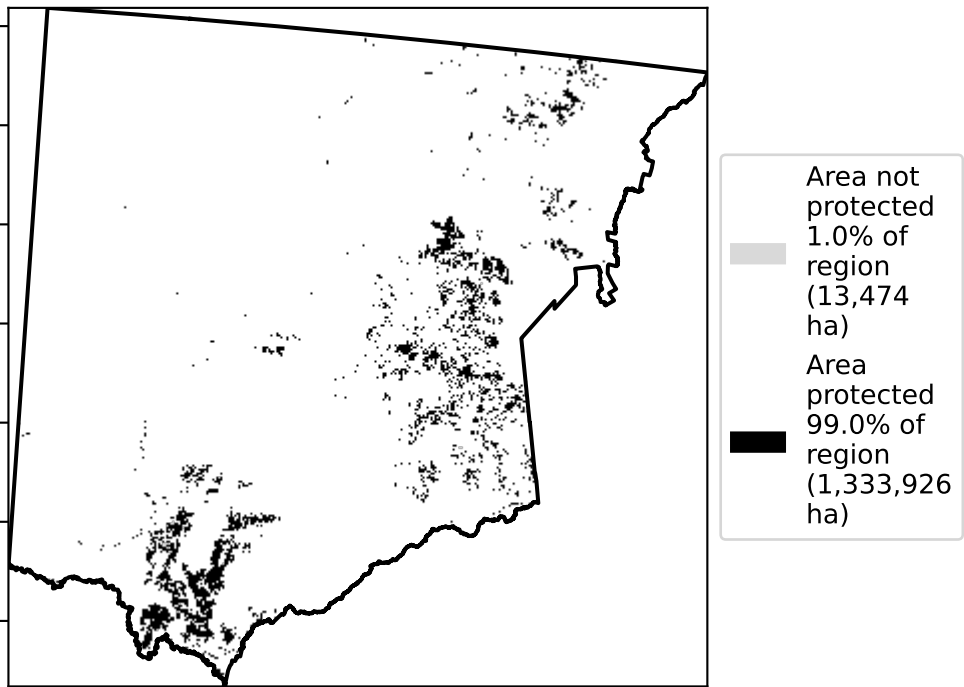 Area not
protected
1.0% of
region
(13,474
ha)
Area
protected
99.0% of
region
(1,333,926
ha)